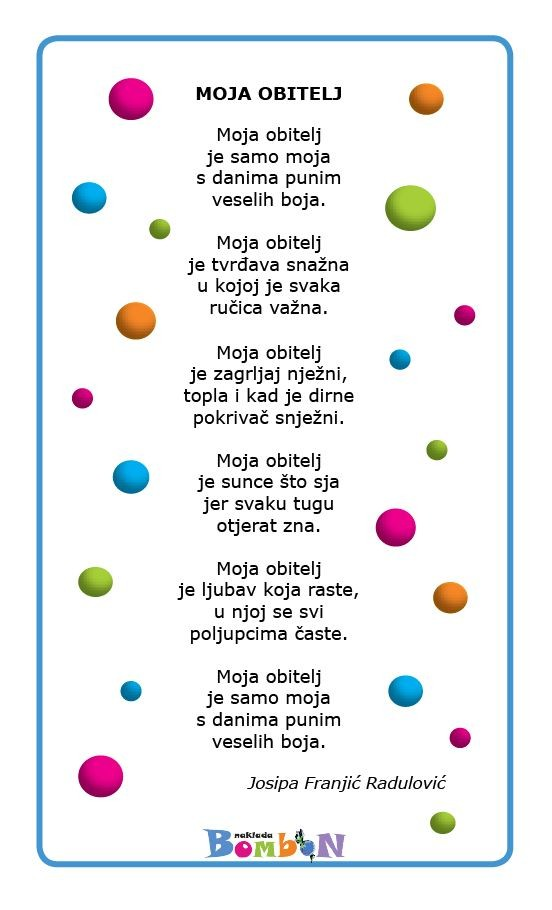 MOJA OBITELJ
Moja obitelj
je samo moja
s danima punim
veselih boja.
Moja obitelj
je tvrđava snažna
u kojoj je svaka
ručica važna.
Moja obitelj
je zagrljaj nježni,
topla i kad je dirne
pokrivač snježni.
Moja obitelj
je sunce što sja
jer svaku tugu
otjerat zna.
Moja obitelj
je ljubav koja raste,
u njoj se svi
poljupcima časte.
Moja obitelj
je samo moja
s danima punim
veselih boja.
Josipa Franjić Radulović
naklada
BOMBON